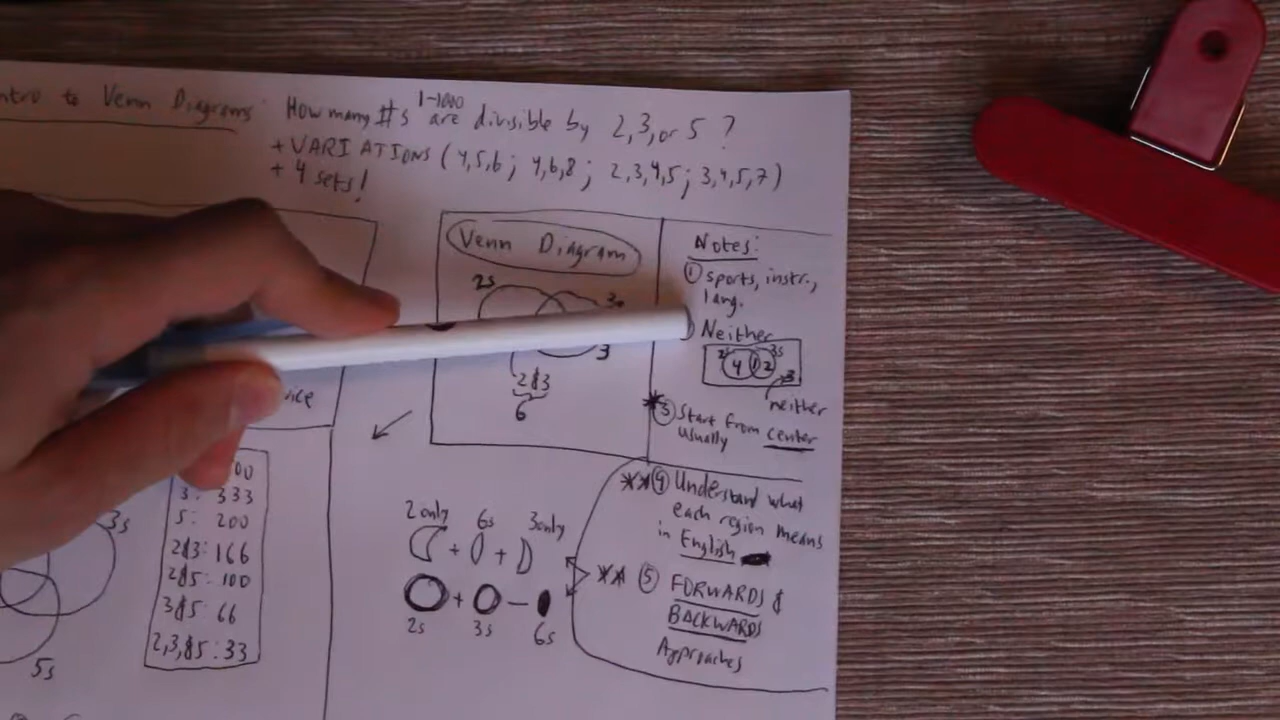 ntro to Venn Diagrams: How many #s 1-1000 are divisible by 2,3, or 5 ?
+ VARIATIONS (4,5,6; 4,6,8; 2,3,4,5; 3,4,5,7)
+ 4 sets!
Venn Diagram
2s
3s
3
2&3
6
Notes:
① sports, instr.,
lang.
Neither
2s 3s
4 1 2
3
neither
* ③ Start from center
usually
** ④ Understand what
each region means
in English
** ⑤ FORWARDS &
BACKWARDS
Approaches
2 only 6s 3 only
+ +
+ −
2s 3s 6s
00
3: 333
5: 200
2&3: 166
2&5: 100
3&5: 66
2,3,&5: 33
3s
5s